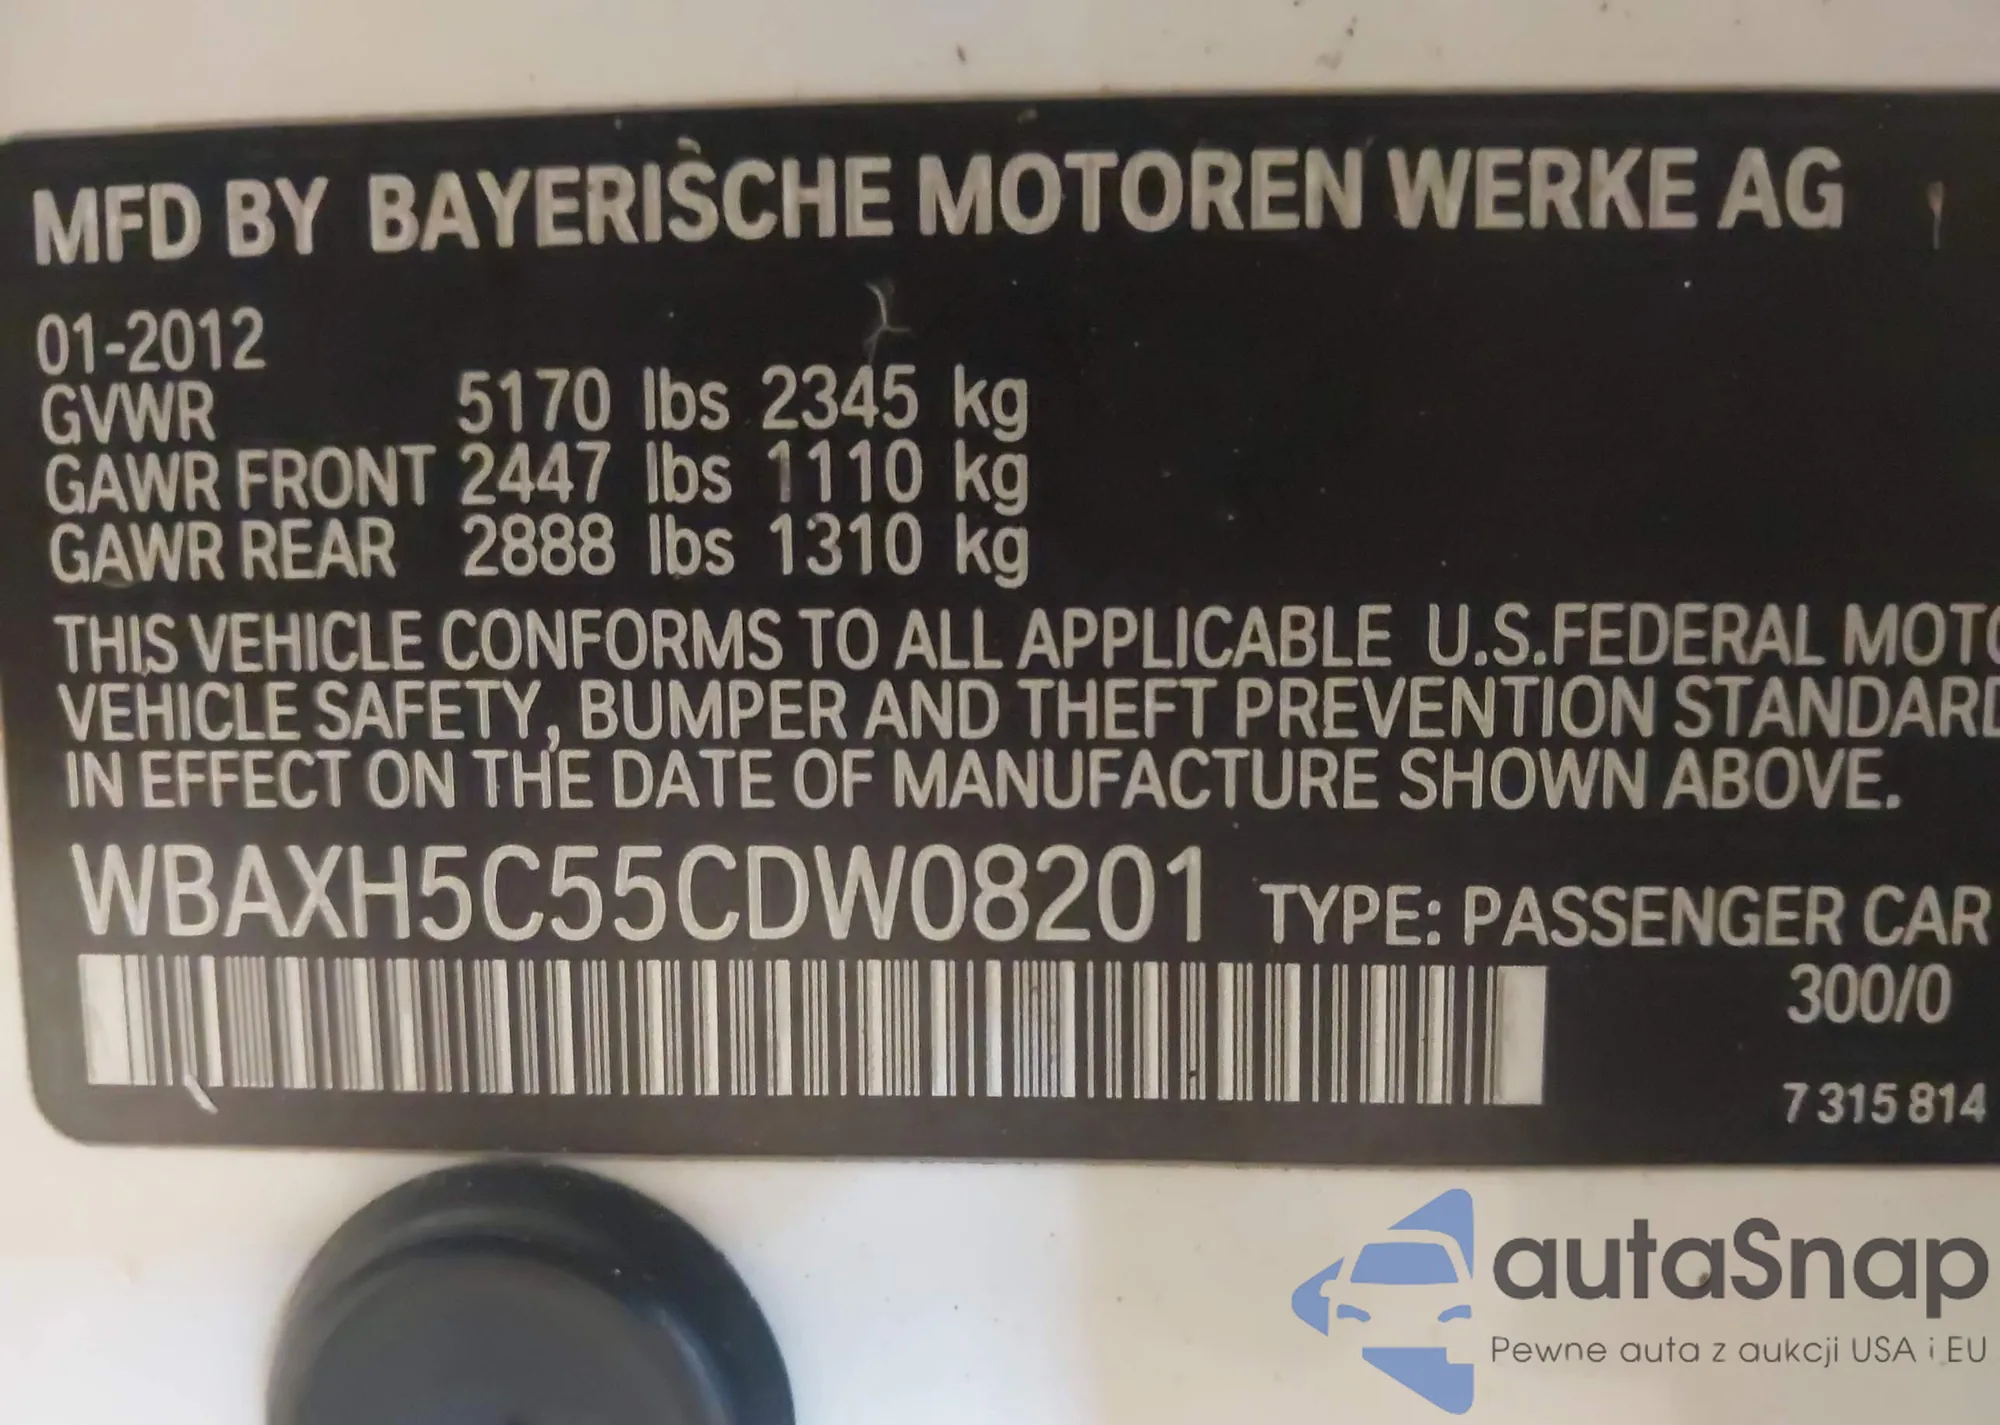 MFD BY BAYERISCHE MOTOREN WERKE AG
01-2012
GVWR 5170 lbs 2345 kg
GAWR FRONT 2447 lbs 1110 kg
GAWR REAR 2888 lbs 1310 kg
THIS VEHICLE CONFORMS TO ALL APPLICABLE U.S.FEDERAL MOTO
VEHICLE SAFETY, BUMPER AND THEFT PREVENTION STANDARD
IN EFFECT ON THE DATE OF MANUFACTURE SHOWN ABOVE.
WBAXH5C55CDW08201 TYPE: PASSENGER CAR
300/0
7 315 814
autaSnap
Pewne auta z aukcji USA i EU